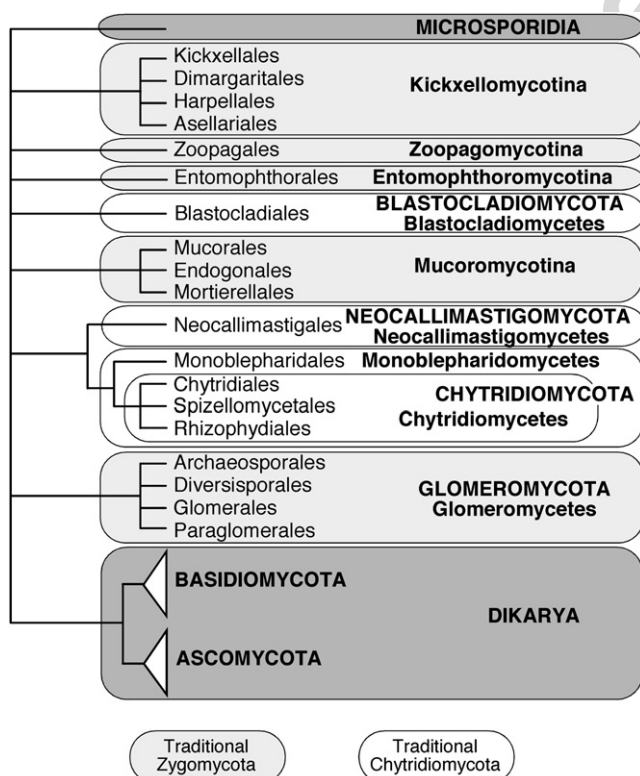 MICROSPORIDIA
Kickxellales
Dimargaritales
Harpellales
Asellariales
Kickxellomycotina
Zoopagales
Zoopagomycotina
Entomophthorales
Entomophthoromycotina
Blastocladiales
BLASTOCLADIOMYCOTA
Blastocladiomycetes
Mucorales
Endogonales
Mortierellales
Mucoromycotina
Neocallimastigales
NEOCALLIMASTIGOMYCOTA
Neocallimastigomycetes
Monoblepharidales
Monoblepharidomycetes
Chytridiales
Spizellomycetales
Rhizophydiales
CHYTRIDIOMYCOTA
Chytridiomycetes
Archaeosporales
Diversisporales
Glomerales
Paraglomerales
GLOMEROMYCOTA
Glomeromycetes
BASIDIOMYCOTA
ASCOMYCOTA
DIKARYA
Traditional
Zygomycota
Traditional
Chytridiomycota